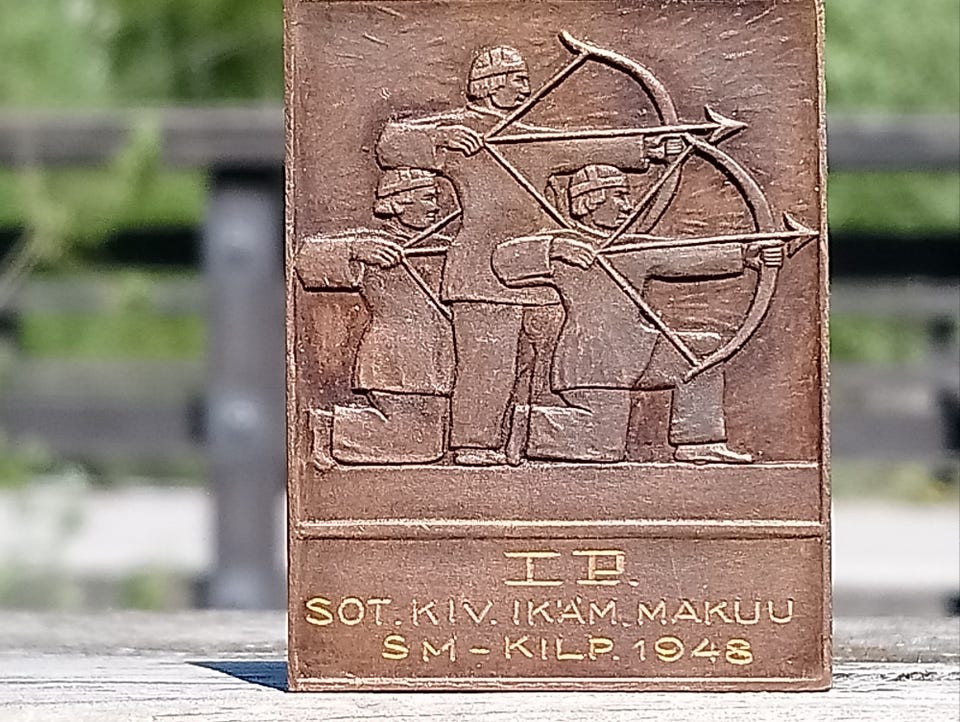 I P.
SOT. KIV. IKÄM. MAKUU
SM - KILP. 1948